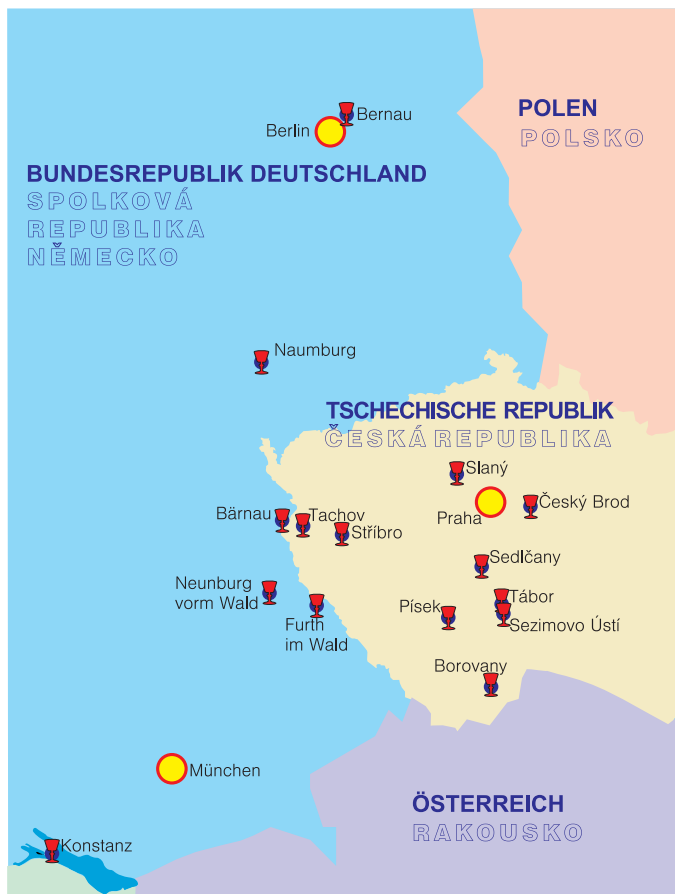 Bernau
Berlin
POLEN
POLSKO
BUNDESREPUBLIK DEUTSCHLAND
SPOLKOVÁ
REPUBLIKA
NĚMECKO
Naumburg
TSCHECHISCHE REPUBLIK
ČESKÁ REPUBLIKA
Slaný
Český Brod
Praha
Bärnau
Tachov
Stříbro
Sedlčany
Neunburg
vorm Wald
Furth
im Wald
Písek
Tábor
Sezimovo Ústí
Borovany
München
ÖSTERREICH
RAKOUSKO
Konstanz